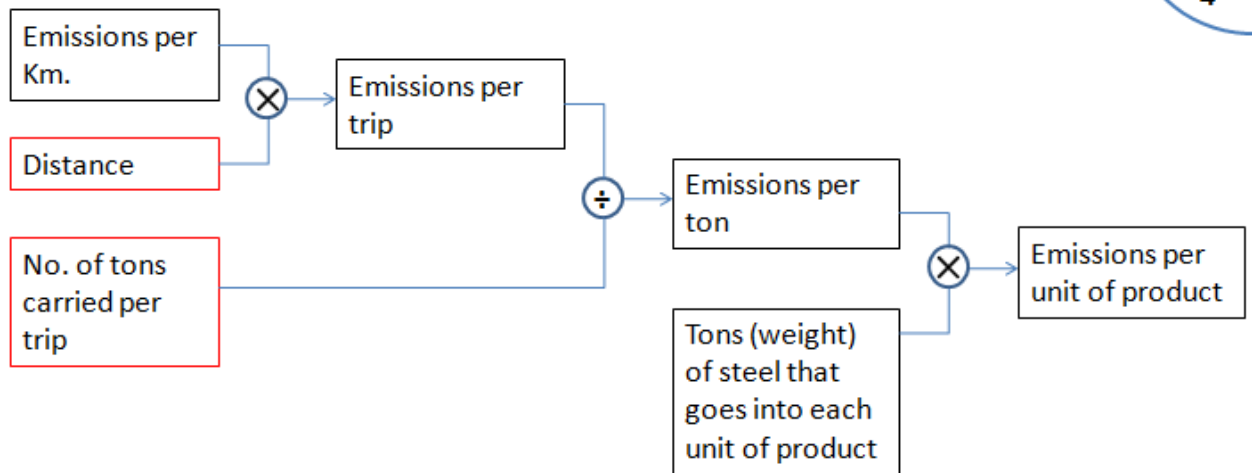 4
Emissions per
Km.
×
Emissions per
trip
Distance
÷
Emissions per
ton
No. of tons
carried per
trip
×
Emissions per
unit of product
Tons (weight)
of steel that
goes into each
unit of product